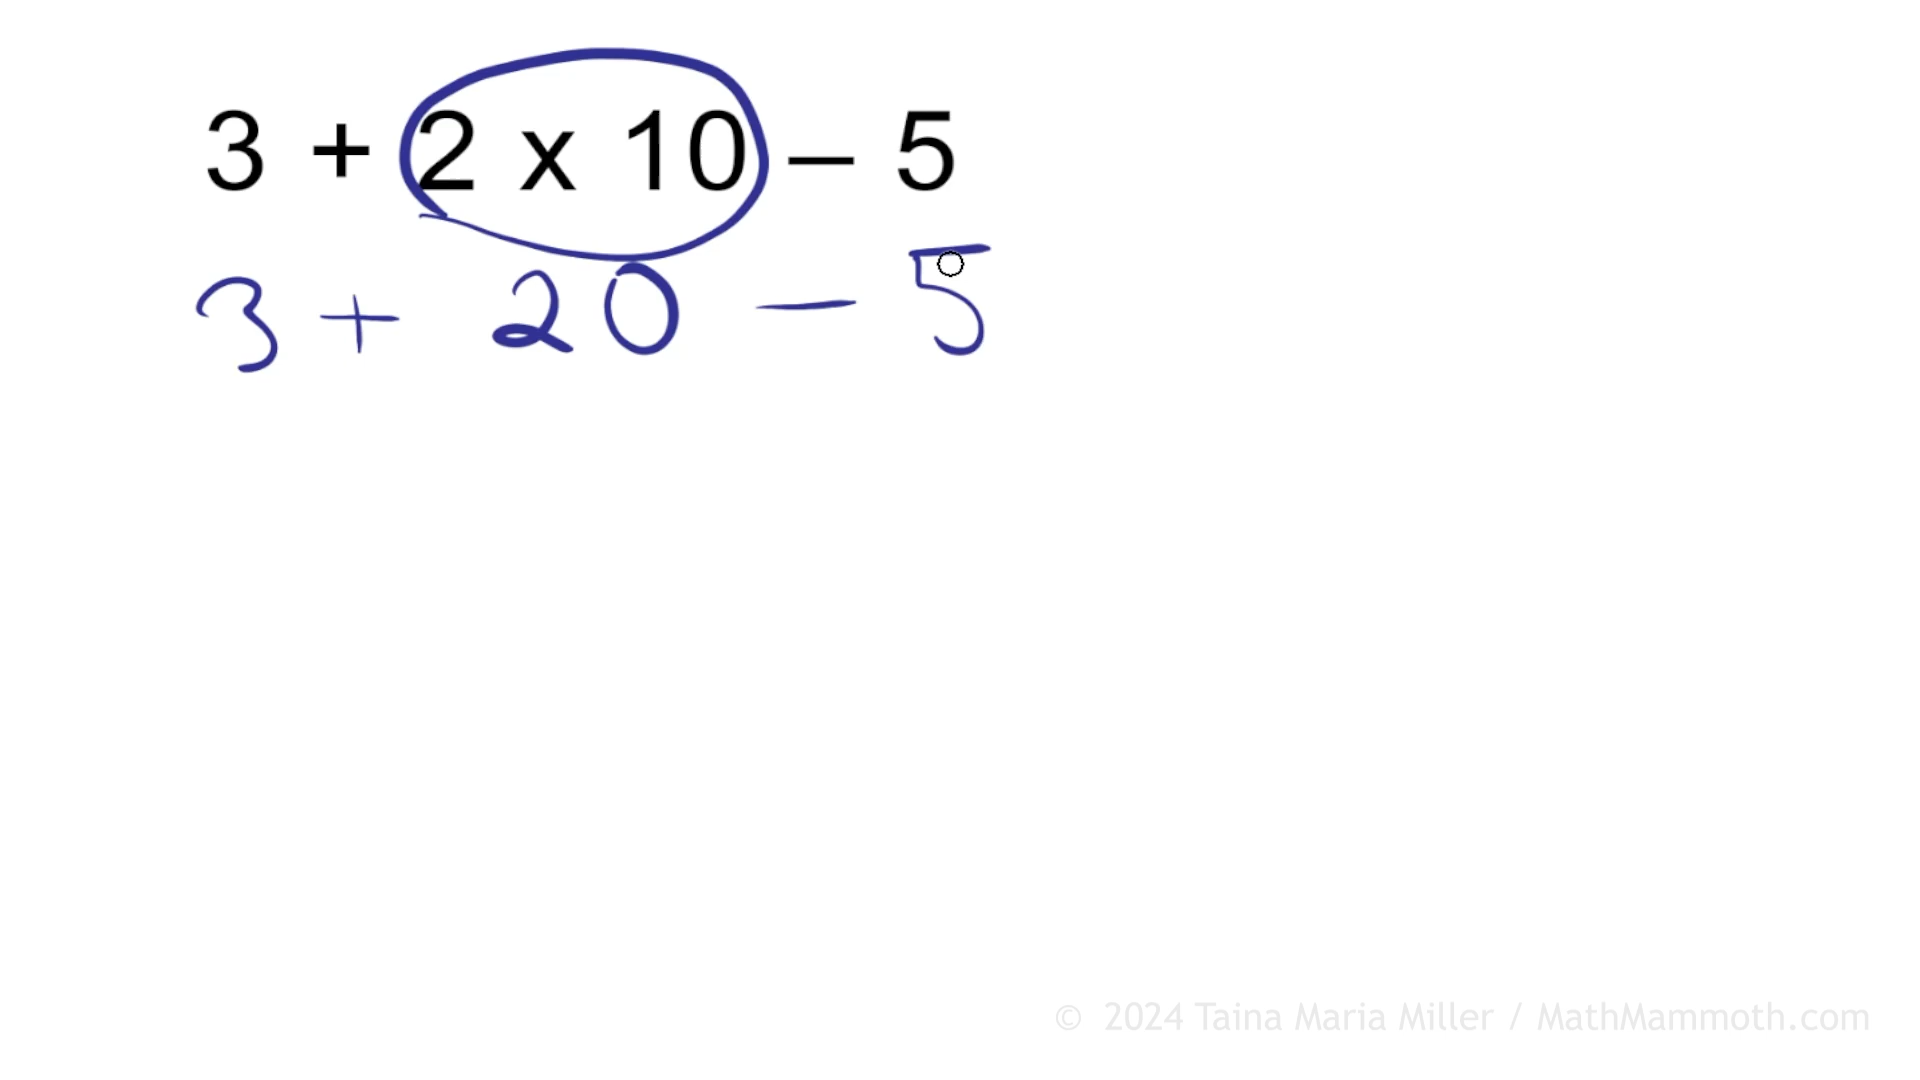 3 + 2 x 10 – 5
3 + 20 – 5
© 2024 Taina Maria Miller / MathMammoth.com